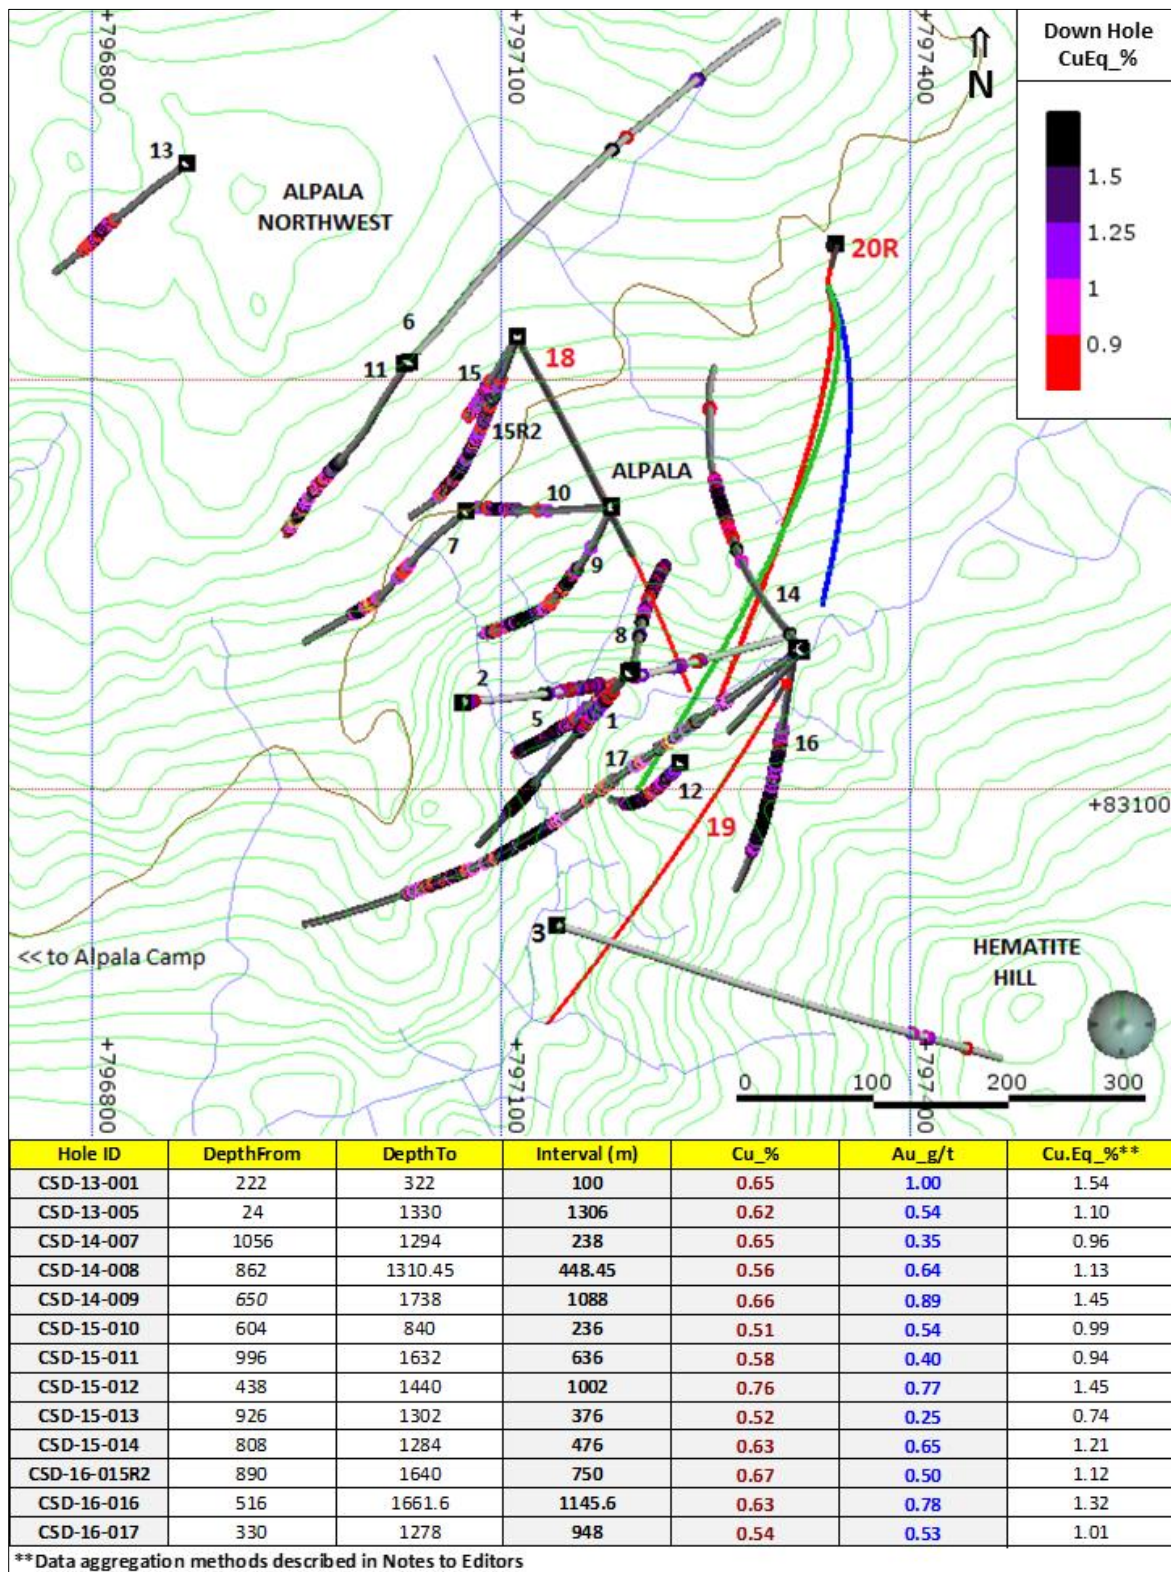 +796800
+797100
+797400
N
Down Hole
CuEq_%
1.5
1.25
1
0.9
13
ALPALA
NORTHWEST
20R
6
11
15
18
15R2
ALPALA
10
7
9
14
8
2
5
1
17
16
12
+83100
19
3
<< to Alpala Camp
HEMATITE
HILL
+796800
+797100
+797400
0 100 200 300
Hole ID DepthFrom DepthTo Interval (m) Cu_% Au_g/t Cu.Eq_%**
CSD-13-001 222 322 100 0.65 1.00 1.54
CSD-13-005 24 1330 1306 0.62 0.54 1.10
CSD-14-007 1056 1294 238 0.65 0.35 0.96
CSD-14-008 862 1310.45 448.45 0.56 0.64 1.13
CSD-14-009 650 1738 1088 0.66 0.89 1.45
CSD-15-010 604 840 236 0.51 0.54 0.99
CSD-15-011 996 1632 636 0.58 0.40 0.94
CSD-15-012 438 1440 1002 0.76 0.77 1.45
CSD-15-013 926 1302 376 0.52 0.25 0.74
CSD-15-014 808 1284 476 0.63 0.65 1.21
CSD-16-015R2 890 1640 750 0.67 0.50 1.12
CSD-16-016 516 1661.6 1145.6 0.63 0.78 1.32
CSD-16-017 330 1278 948 0.54 0.53 1.01
**Data aggregation methods described in Notes to Editors